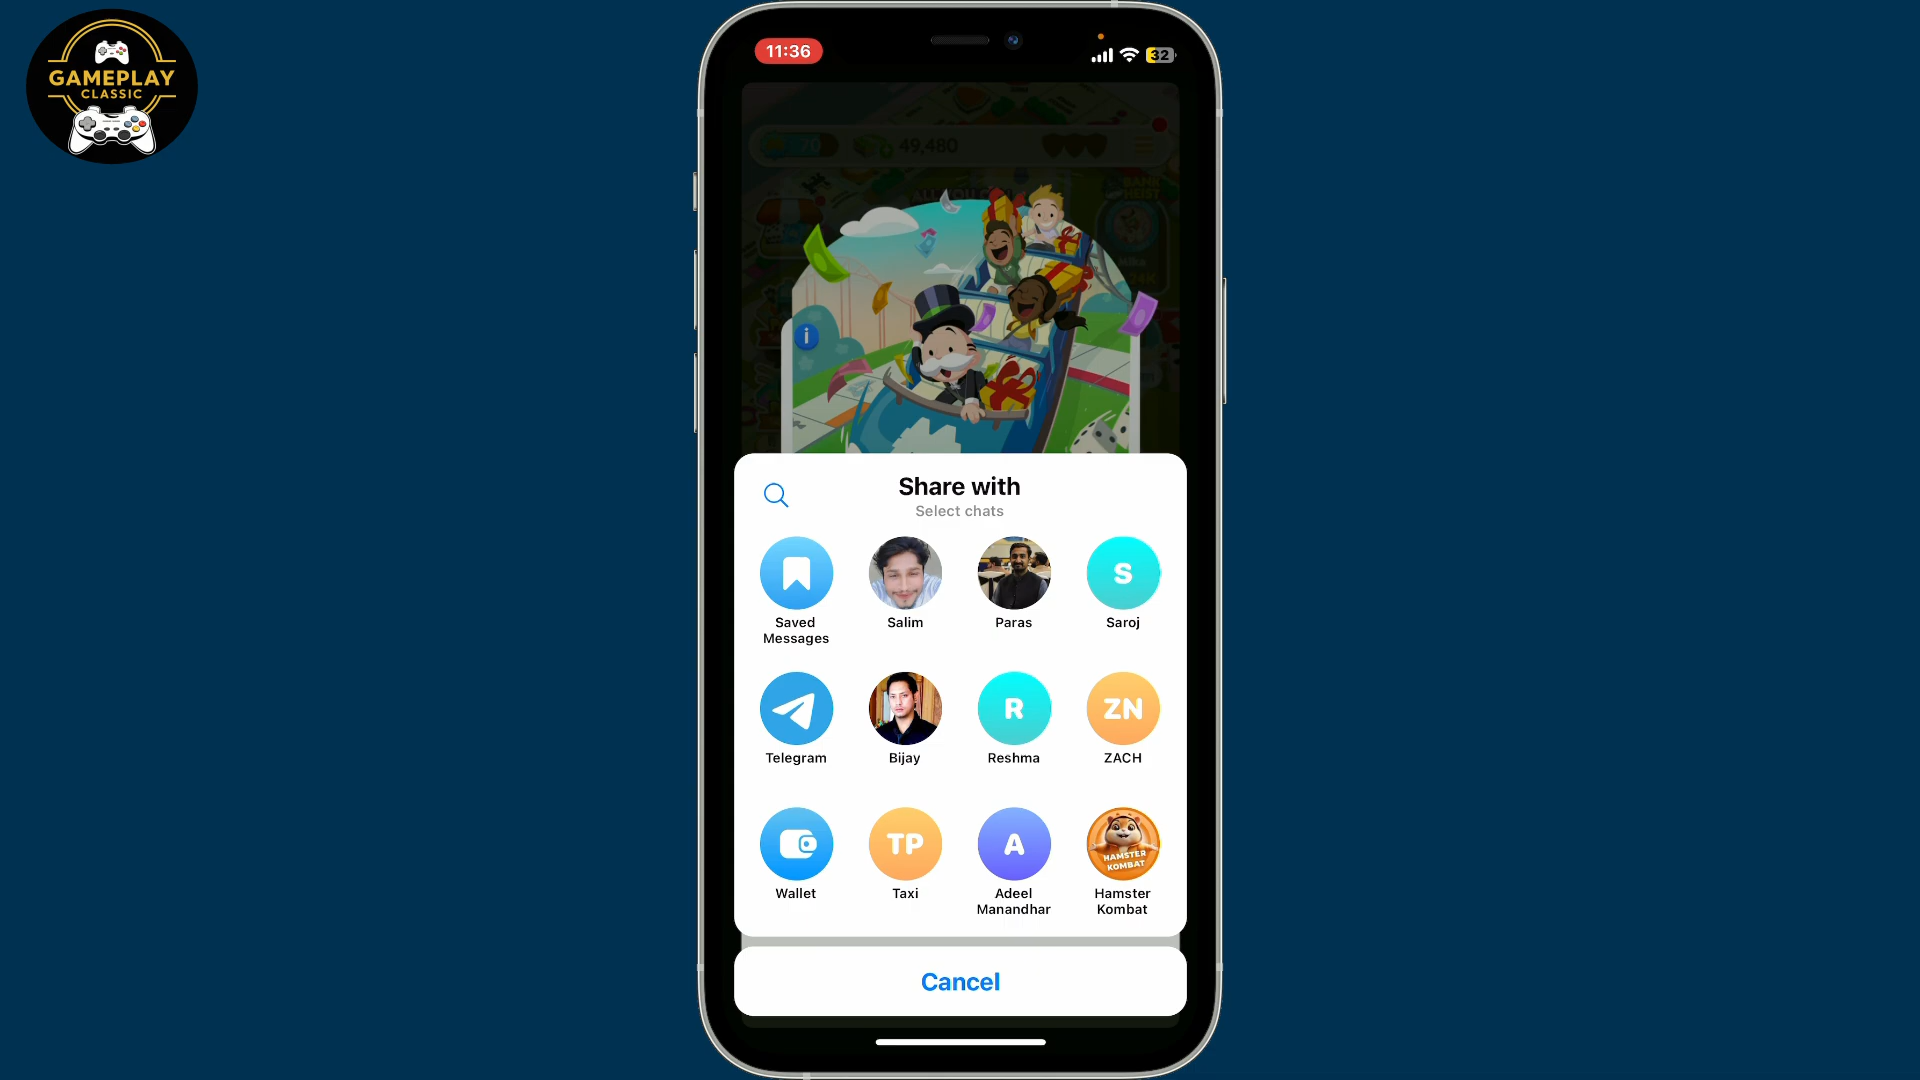 GAMEPLAY
CLASSIC
11:36
32
49,480
Share with
Select chats
Saved
Messages
Salim
Paras
S
Saroj
Telegram
Bijay
R
Reshma
ZN
ZACH
Wallet
TP
Taxi
A
Adeel
Manandhar
HAMSTER
KOMBAT
Hamster
Kombat
Cancel